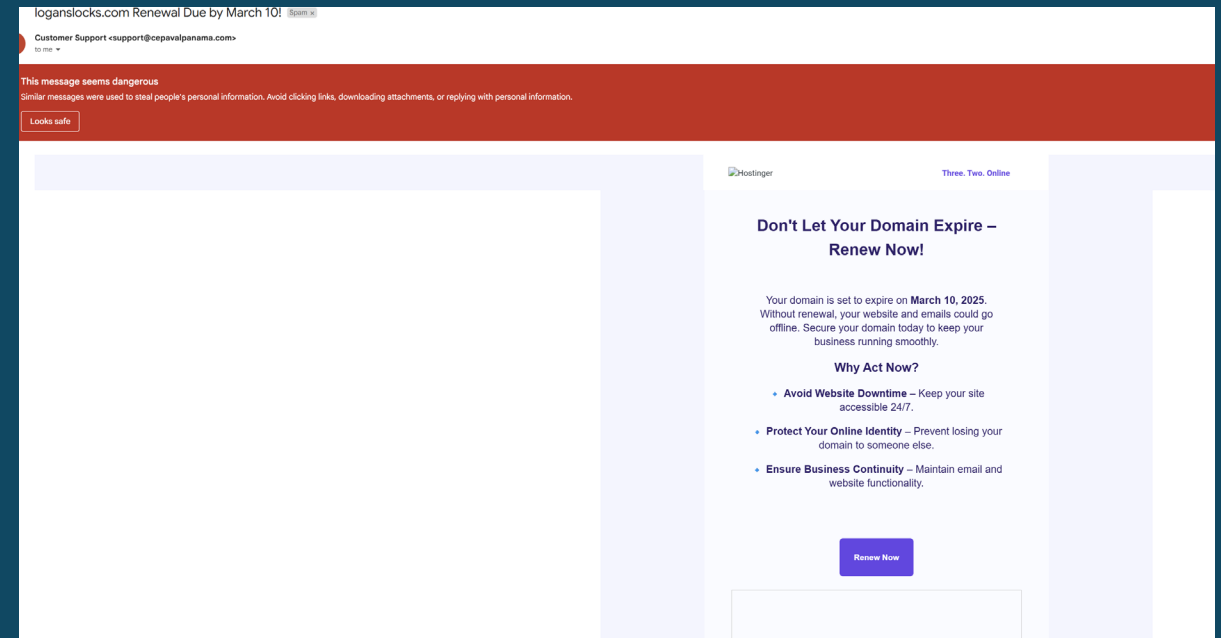 loganslocks.com Renewal Due by March 10! Spam x
Customer Support <support@cepavalpanama.com>
to me
This message seems dangerous
Similar messages were used to steal people's personal information. Avoid clicking links, downloading attachments, or replying with personal information.
Looks safe
Hostinger
Three. Two. Online
Don't Let Your Domain Expire –
Renew Now!
Your domain is set to expire on March 10, 2025.
Without renewal, your website and emails could go
offline. Secure your domain today to keep your
business running smoothly.
Why Act Now?
Avoid Website Downtime – Keep your site
accessible 24/7.
Protect Your Online Identity – Prevent losing your
domain to someone else.
Ensure Business Continuity – Maintain email and
website functionality.
Renew Now